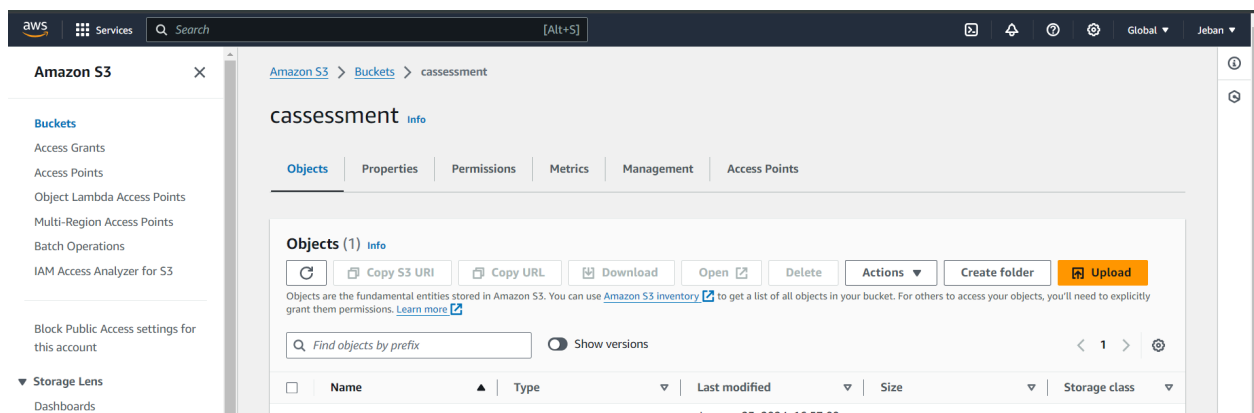 aws Services Search [Alt+S] Global Jeban
Amazon S3
Buckets
Access Grants
Access Points
Object Lambda Access Points
Multi-Region Access Points
Batch Operations
IAM Access Analyzer for S3
Block Public Access settings for
this account
Storage Lens
Dashboards
Amazon S3 > Buckets > cassessment
cassessment Info
Objects Properties Permissions Metrics Management Access Points
Objects (1) Info
Copy S3 URI Copy URL Download Open Delete Actions Create folder Upload
Objects are the fundamental entities stored in Amazon S3. You can use Amazon S3 inventory to get a list of all objects in your bucket. For others to access your objects, you'll need to explicitly
grant them permissions. Learn more
Find objects by prefix Show versions < 1 >
Name Type Last modified Size Storage class